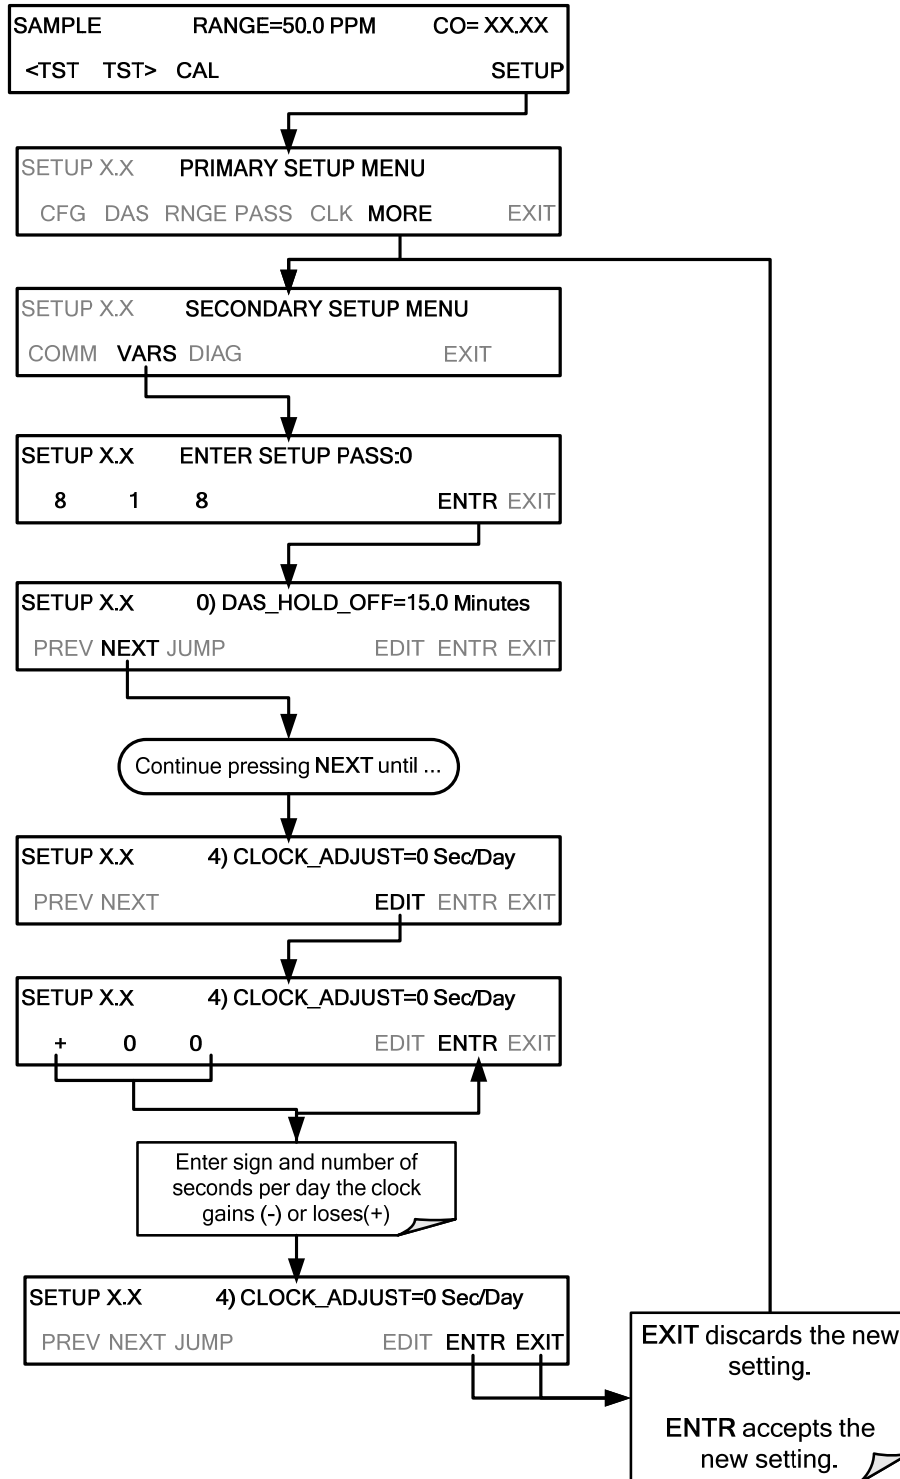 SAMPLE RANGE=50.0 PPM CO= XX.XX
<TST TST> CAL SETUP
SETUP X.X PRIMARY SETUP MENU
CFG DAS RNGE PASS CLK MORE EXIT
SETUP X.X SECONDARY SETUP MENU
COMM VARS DIAG EXIT
SETUP X.X ENTER SETUP PASS:0
8 1 8 ENTR EXIT
SETUP X.X 0) DAS_HOLD_OFF=15.0 Minutes
PREV NEXT JUMP EDIT ENTR EXIT
Continue pressing NEXT until ...
SETUP X.X 4) CLOCK_ADJUST=0 Sec/Day
PREV NEXT EDIT ENTR EXIT
SETUP X.X 4) CLOCK_ADJUST=0 Sec/Day
+ 0 0 EDIT ENTR EXIT
Enter sign and number of
seconds per day the clock
gains (-) or loses(+)
SETUP X.X 4) CLOCK_ADJUST=0 Sec/Day
PREV NEXT JUMP EDIT ENTR EXIT
EXIT discards the new
setting.
ENTR accepts the
new setting.